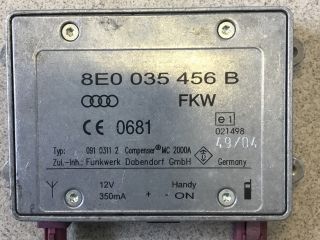 8E0 035 456 B
FKW
CE 0681
e1
021498
49/04
Typ: 091 0311 2 Compenser® MC 2000A
Zul.-Inh.: Funkwerk Dabendorf GmbH Germany
12V Handy
350mA + - ON